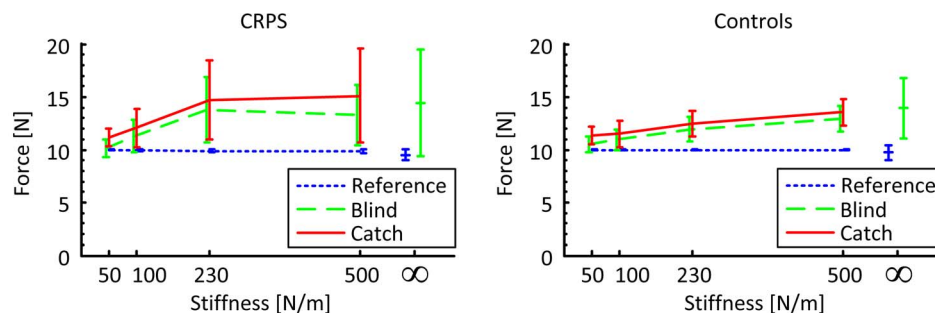 CRPS
Force [N]
20
15
10
5
0
Reference
Blind
Catch
50 100 230 500 ∞
Stiffness [N/m]
Controls
Force [N]
20
15
10
5
0
Reference
Blind
Catch
50 100 230 500 ∞
Stiffness [N/m]